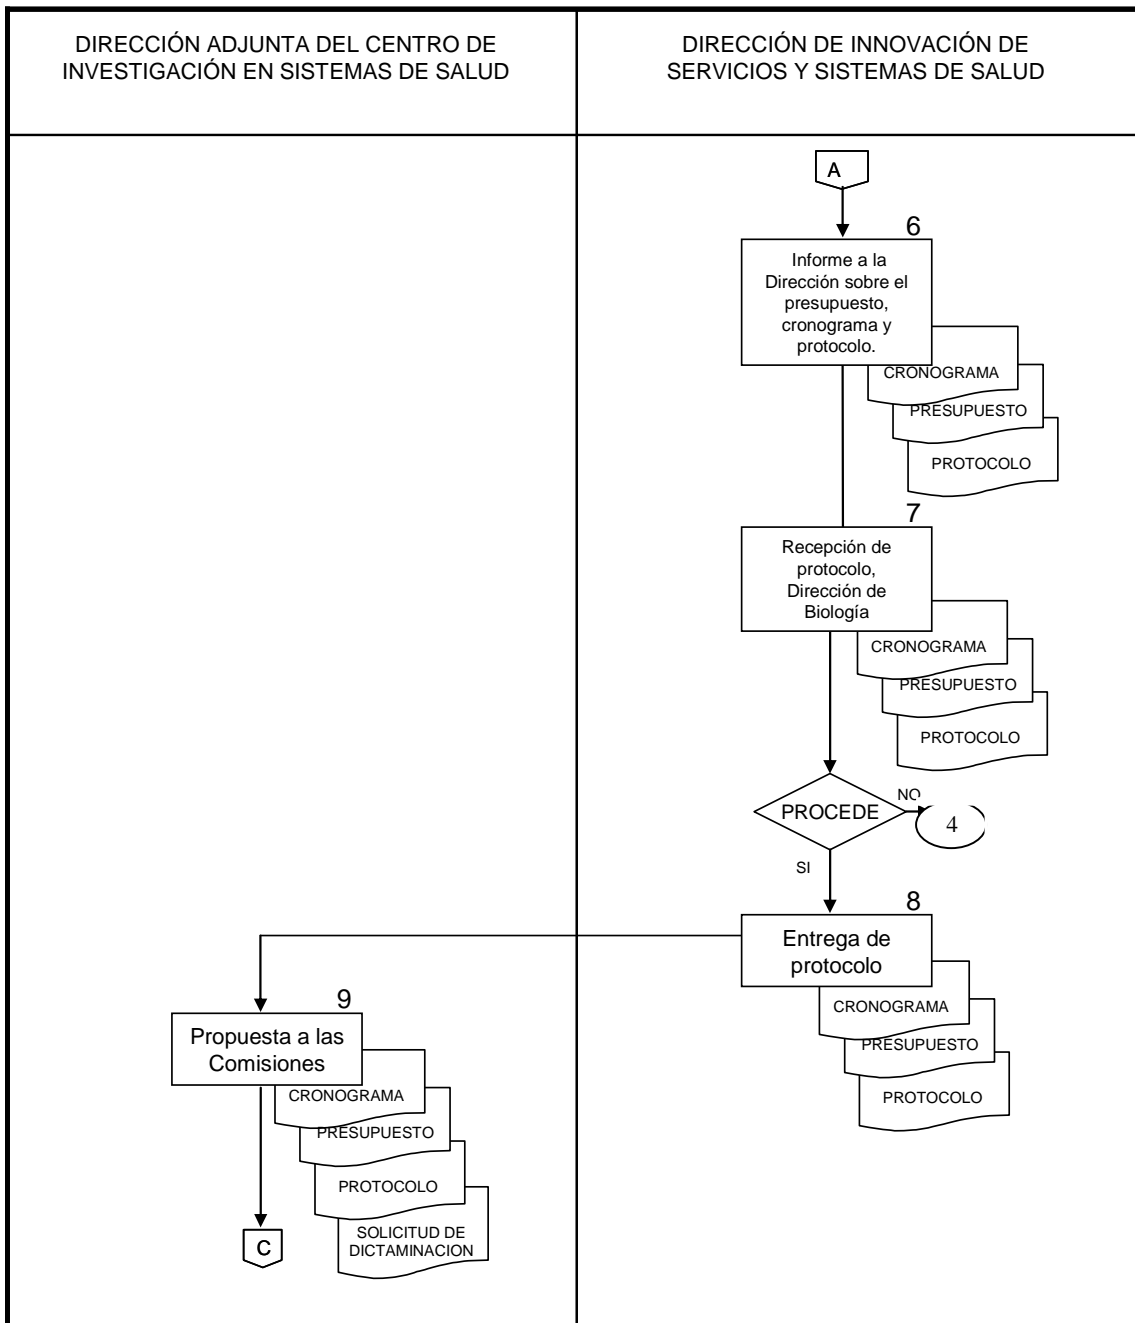 DIRECCIÓN ADJUNTA DEL CENTRO DE
INVESTIGACIÓN EN SISTEMAS DE SALUD
DIRECCIÓN DE INNOVACIÓN DE
SERVICIOS Y SISTEMAS DE SALUD
A
6
Informe a la
Dirección sobre el
presupuesto,
cronograma y
protocolo.
CRONOGRAMA
PRESUPUESTO
PROTOCOLO
7
Recepción de
protocolo,
Dirección de
Biología
CRONOGRAMA
PRESUPUESTO
PROTOCOLO
PROCEDE
NO
4
SI
8
Entrega de
protocolo
CRONOGRAMA
PRESUPUESTO
PROTOCOLO
9
Propuesta a las
Comisiones
CRONOGRAMA
PRESUPUESTO
PROTOCOLO
SOLICITUD DE
DICTAMINACION
C